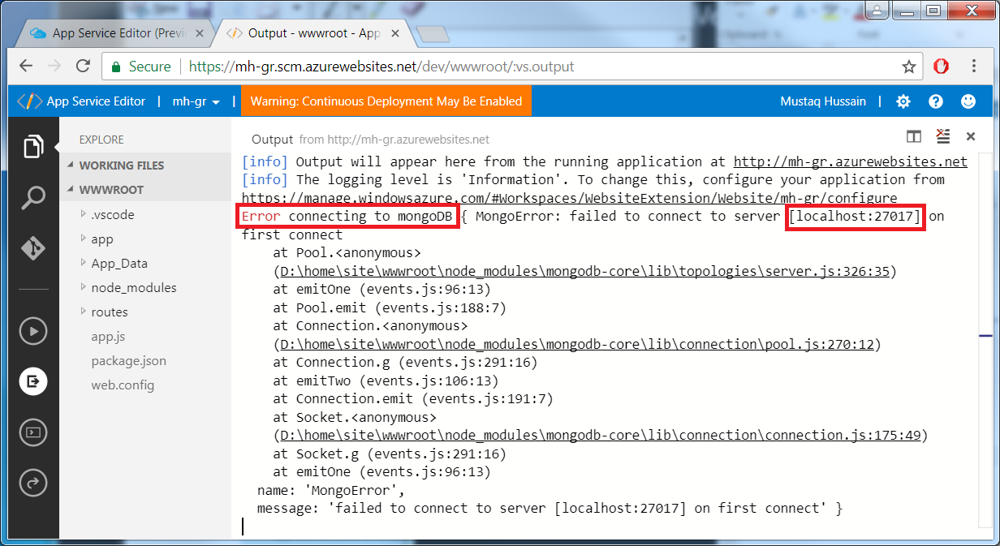 App Service Editor (Previ
Output - wwwroot - App
Secure https://mh-gr.scm.azurewebsites.net/dev/wwwroot/:vs.output
App Service Editor | mh-gr | Warning: Continuous Deployment May Be Enabled Mustaq Hussain |
EXPLORE
WORKING FILES
WWWROOT
.vscode
app
App_Data
node_modules
routes
app.js
package.json
web.config
Output from http://mh-gr.azurewebsites.net
[info] Output will appear here from the running application at http://mh-gr.azurewebsites.net
[info] The logging level is 'Information'. To change this, configure your application from
https://manage.windowsazure.com/#Workspaces/WebsiteExtension/Website/mh-gr/configure
Error connecting to mongoDB { MongoError: failed to connect to server [localhost:27017] on
first connect
at Pool.<anonymous>
(D:\home\site\wwwroot\node_modules\mongodb-core\lib\topologies\server.js:326:35)
at emitOne (events.js:96:13)
at Pool.emit (events.js:188:7)
at Connection.<anonymous>
(D:\home\site\wwwroot\node_modules\mongodb-core\lib\connection\pool.js:270:12)
at Connection.g (events.js:291:16)
at emitTwo (events.js:106:13)
at Connection.emit (events.js:191:7)
at Socket.<anonymous>
(D:\home\site\wwwroot\node_modules\mongodb-core\lib\connection\connection.js:175:49)
at Socket.g (events.js:291:16)
at emitOne (events.js:96:13)
name: 'MongoError',
message: 'failed to connect to server [localhost:27017] on first connect' }